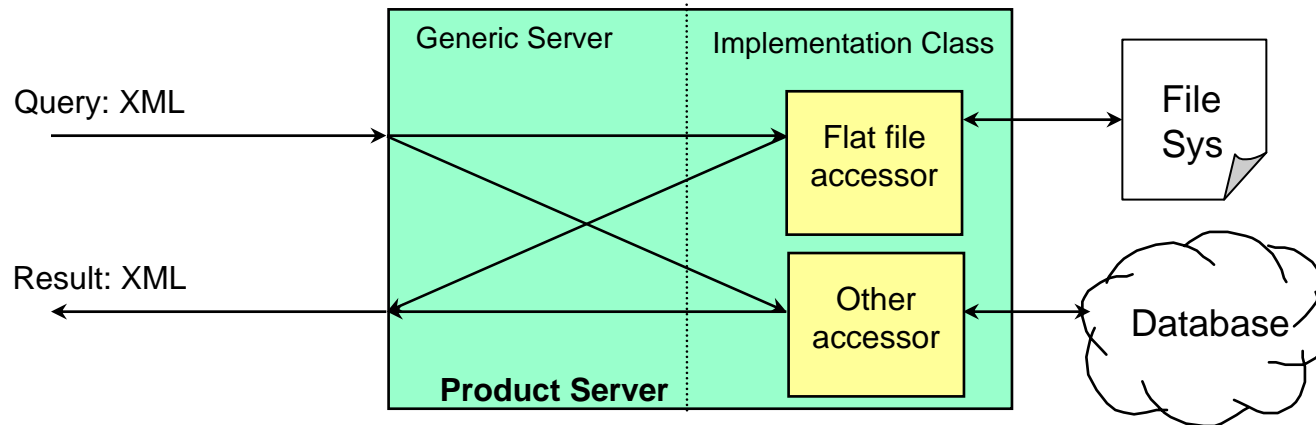 Generic Server
Implementation Class
Query: XML
Flat file
accessor
File
Sys
Result: XML
Other
accessor
Database
Product Server